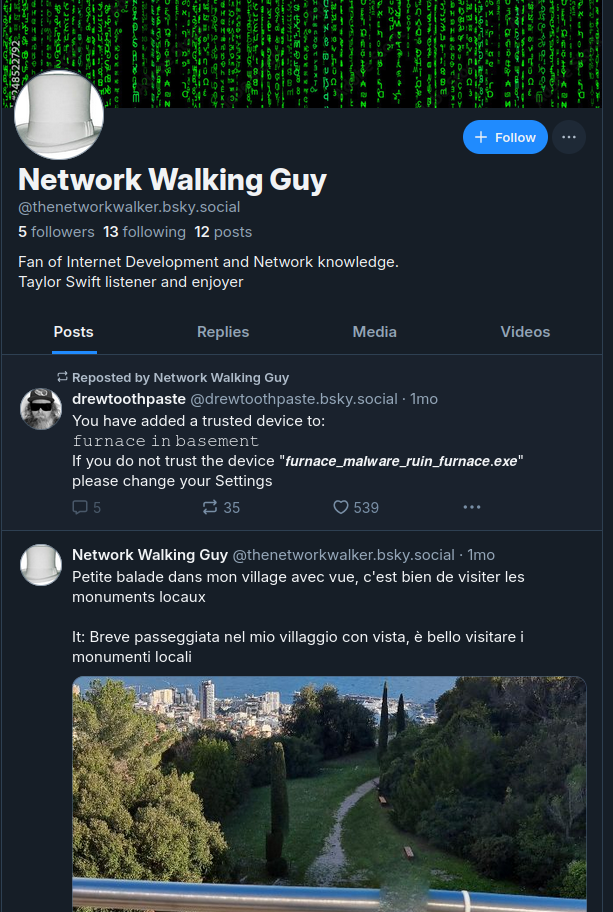 248522792
Follow
Network Walking Guy
@thenetworkwalker.bsky.social
5 followers 13 following 12 posts
Fan of Internet Development and Network knowledge.
Taylor Swift listener and enjoyer
Posts Replies Media Videos
Reposted by Network Walking Guy
drewtoothpaste @drewtoothpaste.bsky.social · 1mo
You have added a trusted device to:
𝚏𝚞𝚛𝚗𝚊𝚌𝚎 𝚒𝚗 𝚋𝚊𝚜𝚎𝚖𝚎𝚗𝚝
If you do not trust the device "𝙛𝙪𝙧𝙣𝙖𝙘𝙚_𝙢𝙖𝙡𝙬𝙖𝙧𝙚_𝙧𝙪𝙞𝙣_𝙛𝙪𝙧𝙣𝙖𝙘𝙚.𝙚𝙭𝙚"
please change your Settings
5 35 539
Network Walking Guy @thenetworkwalker.bsky.social · 1mo
Petite balade dans mon village avec vue, c'est bien de visiter les
monuments locaux
It: Breve passeggiata nel mio villaggio con vista, è bello visitare i
monumenti locali